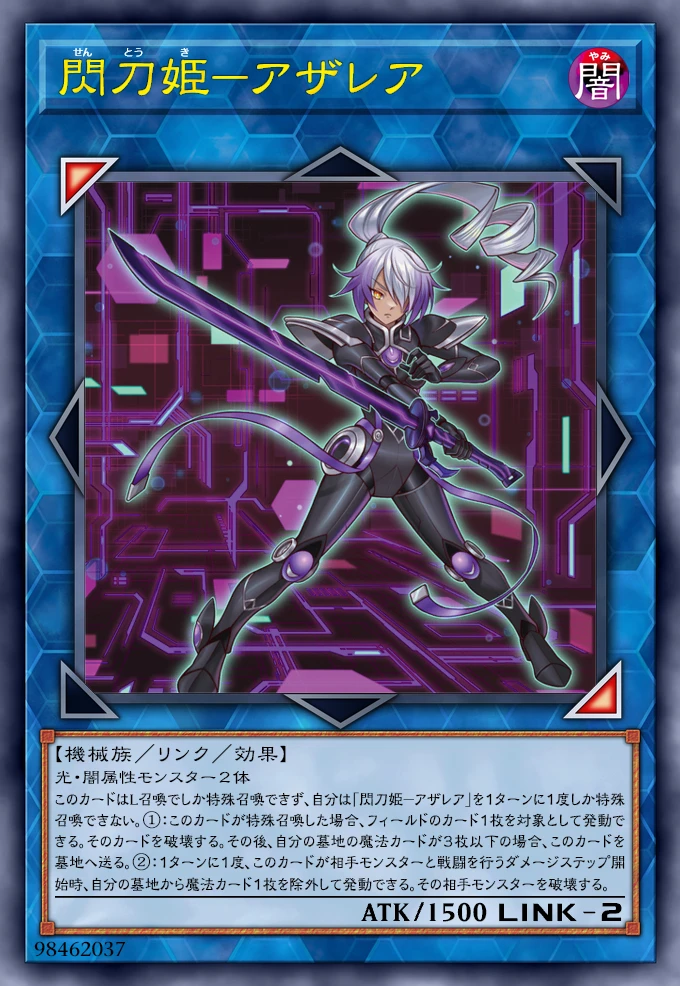 せん とう き
閃刀姫－アザレア
やみ
闇
【機械族／リンク／効果】
光・闇属性モンスター２体
このカードはL召喚でしか特殊召喚できず、自分は「閃刀姫－アザレア」を１ターンに１度しか特殊
召喚できない。①：このカードが特殊召喚した場合、フィールドのカード１枚を対象として発動でき
る。そのカードを破壊する。その後、自分の墓地の魔法カードが３枚以下の場合、このカードを
墓地へ送る。②：１ターンに１度、このカードが相手モンスターと戦闘を行うダメージステップ開
始時、自分の墓地から魔法カード１枚を除外して発動できる。その相手モンスターを破壊する。
ATK/1500 LINK-2
98462037